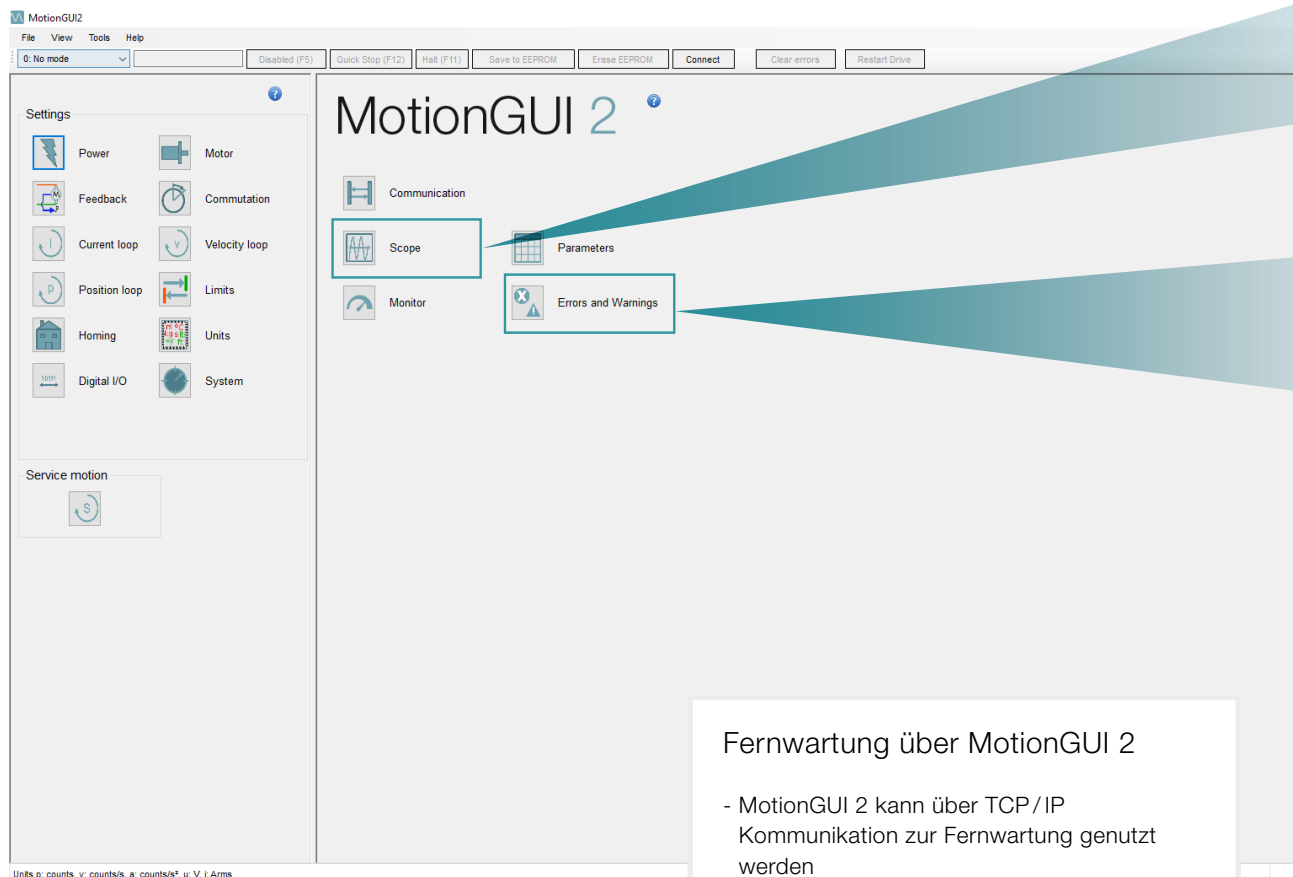 MotionGUI2
File View Tools Help
0: No mode Disabled (F5) Quick Stop (F12) Halt (F11) Save to EEPROM Erase EEPROM Connect Clear errors Restart Drive
Settings
Power Motor
Feedback Commutation
Current loop Velocity loop
Position loop Limits
Homing Units
Digital I/O System
Service motion
S
MotionGUI 2
Communication
Scope Parameters
Monitor Errors and Warnings
Fernwartung über MotionGUI 2
- MotionGUI 2 kann über TCP/IP
Kommunikation zur Fernwartung genutzt
werden
Units p: counts, v: counts/s, a: counts/s², u: V, i: Arms